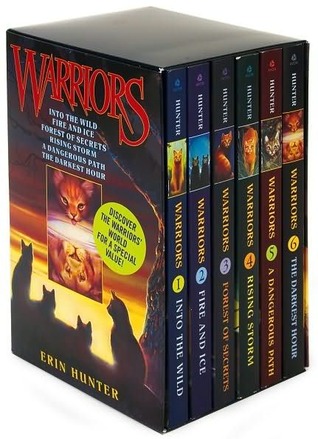 WARRIORS
INTO THE WILD
FIRE AND ICE
FOREST OF SECRETS
RISING STORM
A DANGEROUS PATH
THE DARKEST HOUR
DISCOVER
THE WARRIORS'
WORLD
FOR A SPECIAL
VALUE!
ERIN HUNTER
HUNTER WARRIORS 1 INTO THE WILD
HUNTER WARRIORS 2 FIRE AND ICE
HUNTER WARRIORS 3 FOREST OF SECRETS
HUNTER WARRIORS 4 RISING STORM
HUNTER WARRIORS 5 A DANGEROUS PATH
HUNTER WARRIORS 6 THE DARKEST HOUR